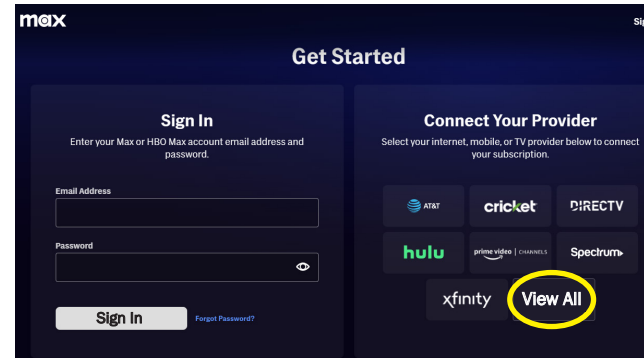 max
Get Started
Sign In
Enter your Max or HBO Max account email address and
password.
Email Address
Password
Sign In
Forgot Password?
Connect Your Provider
Select your internet, mobile, or TV provider below to connect
your subscription.
AT&T
cricket
DIRECTV
hulu
prime video | CHANNELS
Spectrum
xfinity
View All